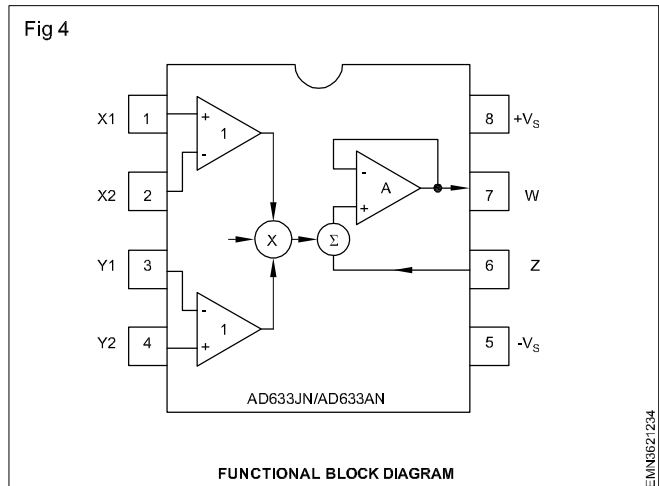 Fig 4
X1 1 + 1 - 8 +VS
X2 2 - A + 7 W
X Σ
Y1 3 - 1 + 6 Z
Y2 4 5 -VS
AD633JN/AD633AN
FUNCTIONAL BLOCK DIAGRAM
EMN3621234